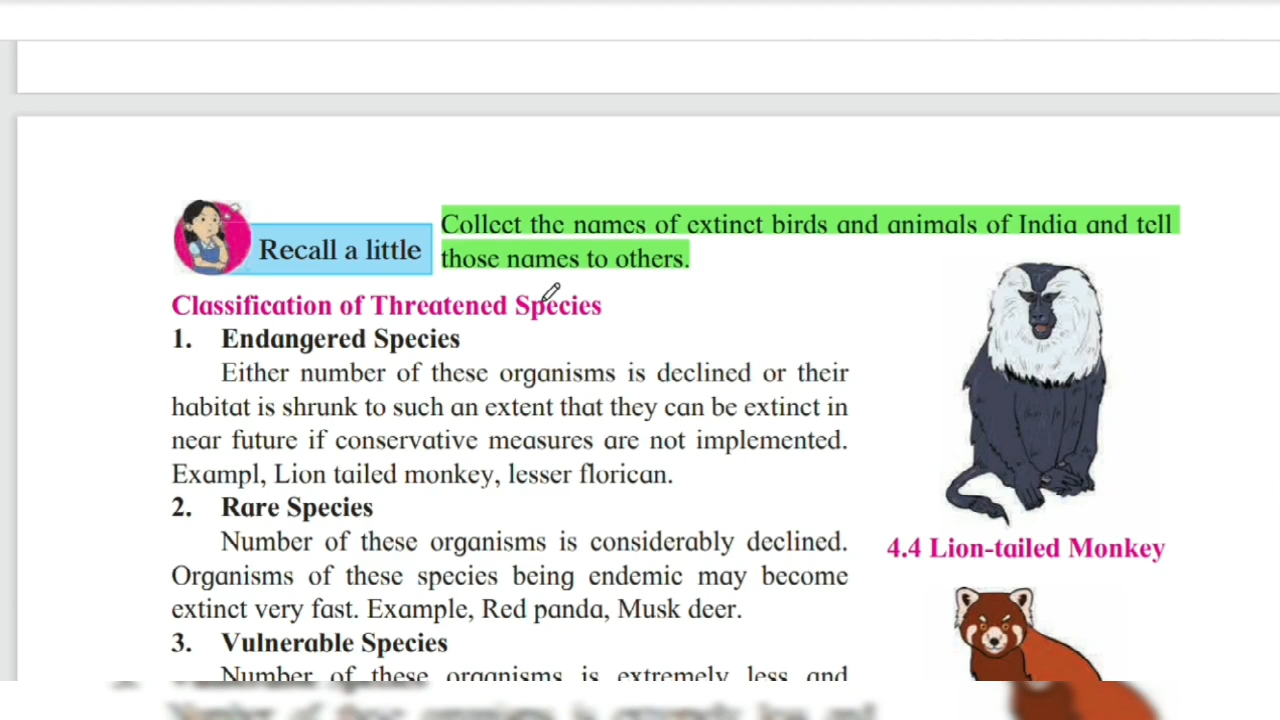 Collect the names of extinct birds and animals of India and tell
Recall a little
those names to others.
Classification of Threatened Species
1. Endangered Species
Either number of these organisms is declined or their
habitat is shrunk to such an extent that they can be extinct in
near future if conservative measures are not implemented.
Exampl, Lion tailed monkey, lesser florican.
2. Rare Species
Number of these organisms is considerably declined.
Organisms of these species being endemic may become
extinct very fast. Example, Red panda, Musk deer.
3. Vulnerable Species
Number of these organisms is extremely less and
4.4 Lion-tailed Monkey